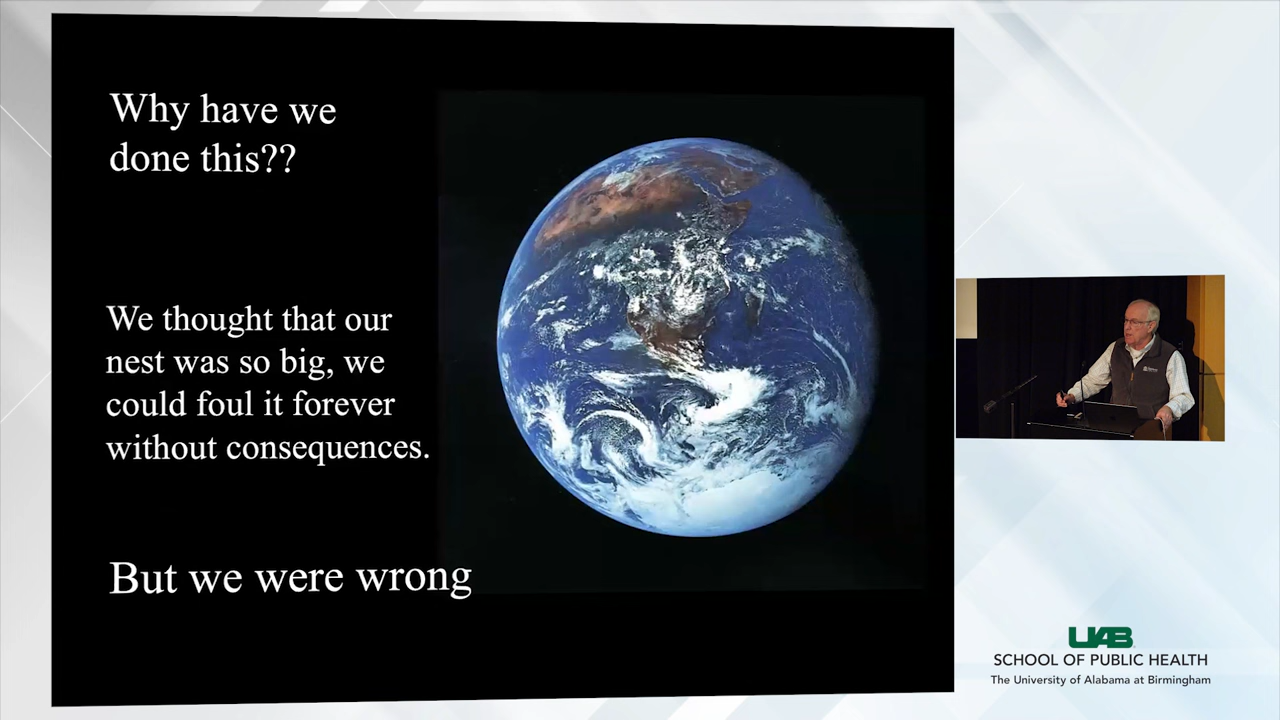 Why have we
done this??
We thought that our
nest was so big, we
could foul it forever
without consequences.
But we were wrong
UAB
SCHOOL OF PUBLIC HEALTH
The University of Alabama at Birmingham